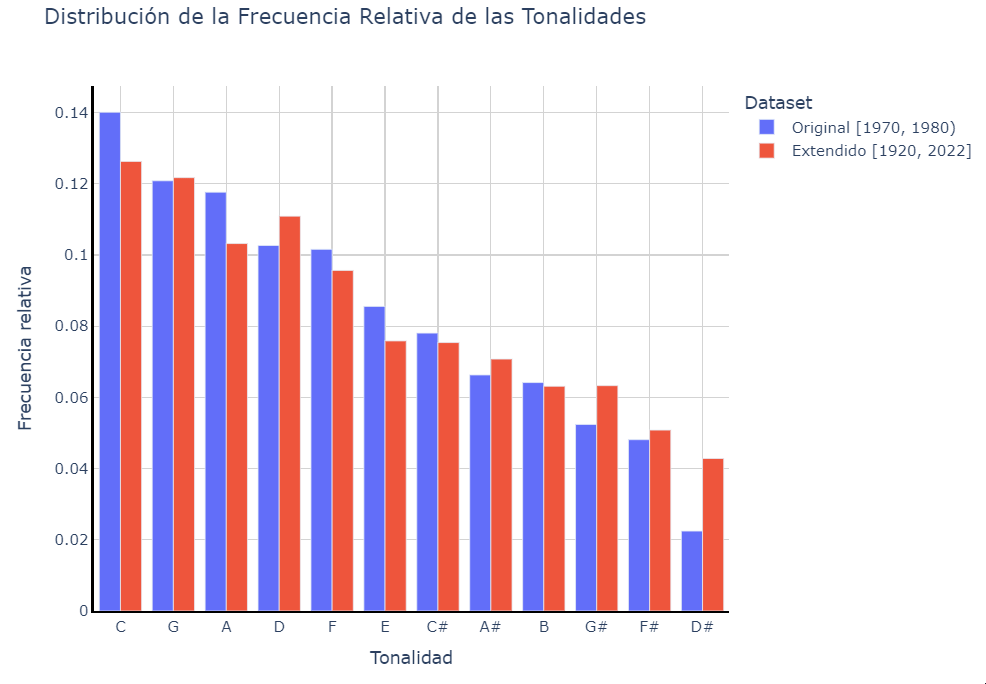 Distribución de la Frecuencia Relativa de las Tonalidades
Dataset
Original [1970, 1980)
Extendido [1920, 2022]
Frecuencia relativa
0.14
0.12
0.1
0.08
0.06
0.04
0.02
0
C G A D F E C# A# B G# F# D#
Tonalidad